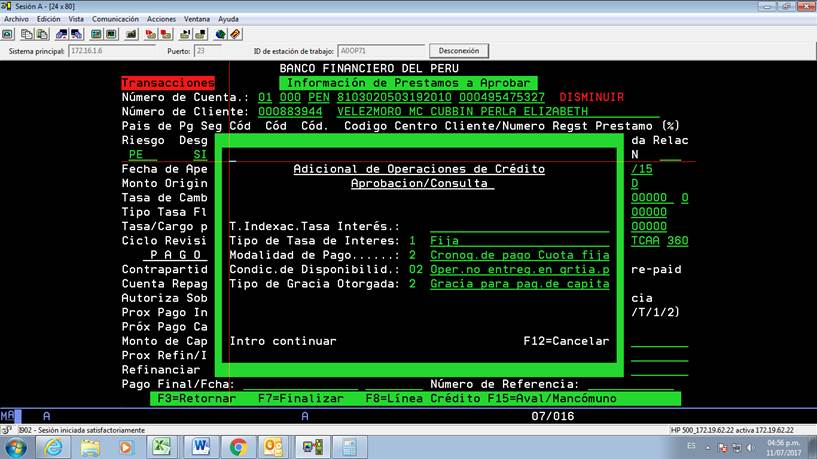 Sesión A - [24 x 80]
Archivo Edición Vista Comunicación Acciones Ventana Ayuda
Sistema principal: 172.16.1.6 Puerto: 23 ID de estación de trabajo: A0OP71 Desconexión
BANCO FINANCIERO DEL PERU
Transacciones Información de Prestamos a Aprobar
Número de Cuenta.: 01 000 PEN 8103020503192010 000495475327 DISMINUIR
Número de Cliente: 000883944 VELEZMORO MC CUBBIN PERLA ELIZABETH
Pais de Pg Seg Cód Cód Cód. Codigo Centro Cliente/Numero Regst Prestamo (%)
Riesgo Desg da Relac
PE SI N
Adicional de Operaciones de Crédito
Fecha de Ape /15
Aprobacion/Consulta
Monto Origin D
Tasa de Camb 00000 0
Tipo Tasa Fl 00000
Tasa/Cargo p T.Indexac.Tasa Interés.: 00000
Ciclo Revisi Tipo de Tasa de Interes: 1 Fija TCAA 360
P A G O Modalidad de Pago......: 2 Cronog.de pago Cuota fija
Contrapartid Condic.de Disponibilid.: 02 Oper.no entreg.en grtia.p re-paid
Cuenta Repag Tipo de Gracia Otorgada: 2 Gracia para pag.de capita
Autoriza Sob cia
Prox Pago In /T/1/2)
Próx Pago Ca
Monto de Cap Intro continuar F12=Cancelar
Prox Refin/I
Refinanciar
Pago Final/Fcha: Número de Referencia:
F3=Retornar F7=Finalizar F8=Línea Crédito F15=Aval/Mancómuno
MA A A 07/016
I902 - Sesión iniciada satisfactoriamente HP 500_172.19.62.22 activa 172.19.62.22
ES 04:56 p.m.
11/07/2017